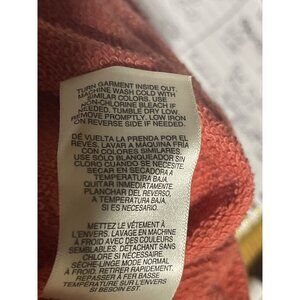 TURN GARMENT INSIDE OUT.
MACHINE WASH COLD WITH
SIMILAR COLORS. USE
NON-CHLORINE BLEACH IF
NEEDED. TUMBLE DRY LOW.
REMOVE PROMPTLY. LOW IRON
ON REVERSE SIDE IF NEEDED.
DÉ VUELTA LA PRENDA POR EL
REVÉS. LAVAR A MÁQUINA FRÍA
CON COLORES SIMILARES.
USE SÓLO BLANQUEADOR SIN
CLORO CUANDO SE NECESITE.
SECAR EN SECADORA A
TEMPERATURA BAJA.
QUITAR INMEDIATAMENTE.
PLANCHAR DEL REVERSO,
A TEMPERATURA BAJA,
SI ES NECESARIO.
METTEZ LE VÊTEMENT À
L'ENVERS. LAVAGE EN MACHINE
À FROID AVEC DES COULEURS
SEMBLABLES. DÉTACHANT SANS
CHLORE SI NÉCESSAIRE.
SÈCHE-LINGE MODE NORMAL
À FROID. RETIRER RAPIDEMENT.
REPASSER À FER BASSE
TEMPÉRATURE SUR L'ENVERS
SI BESOIN EST.